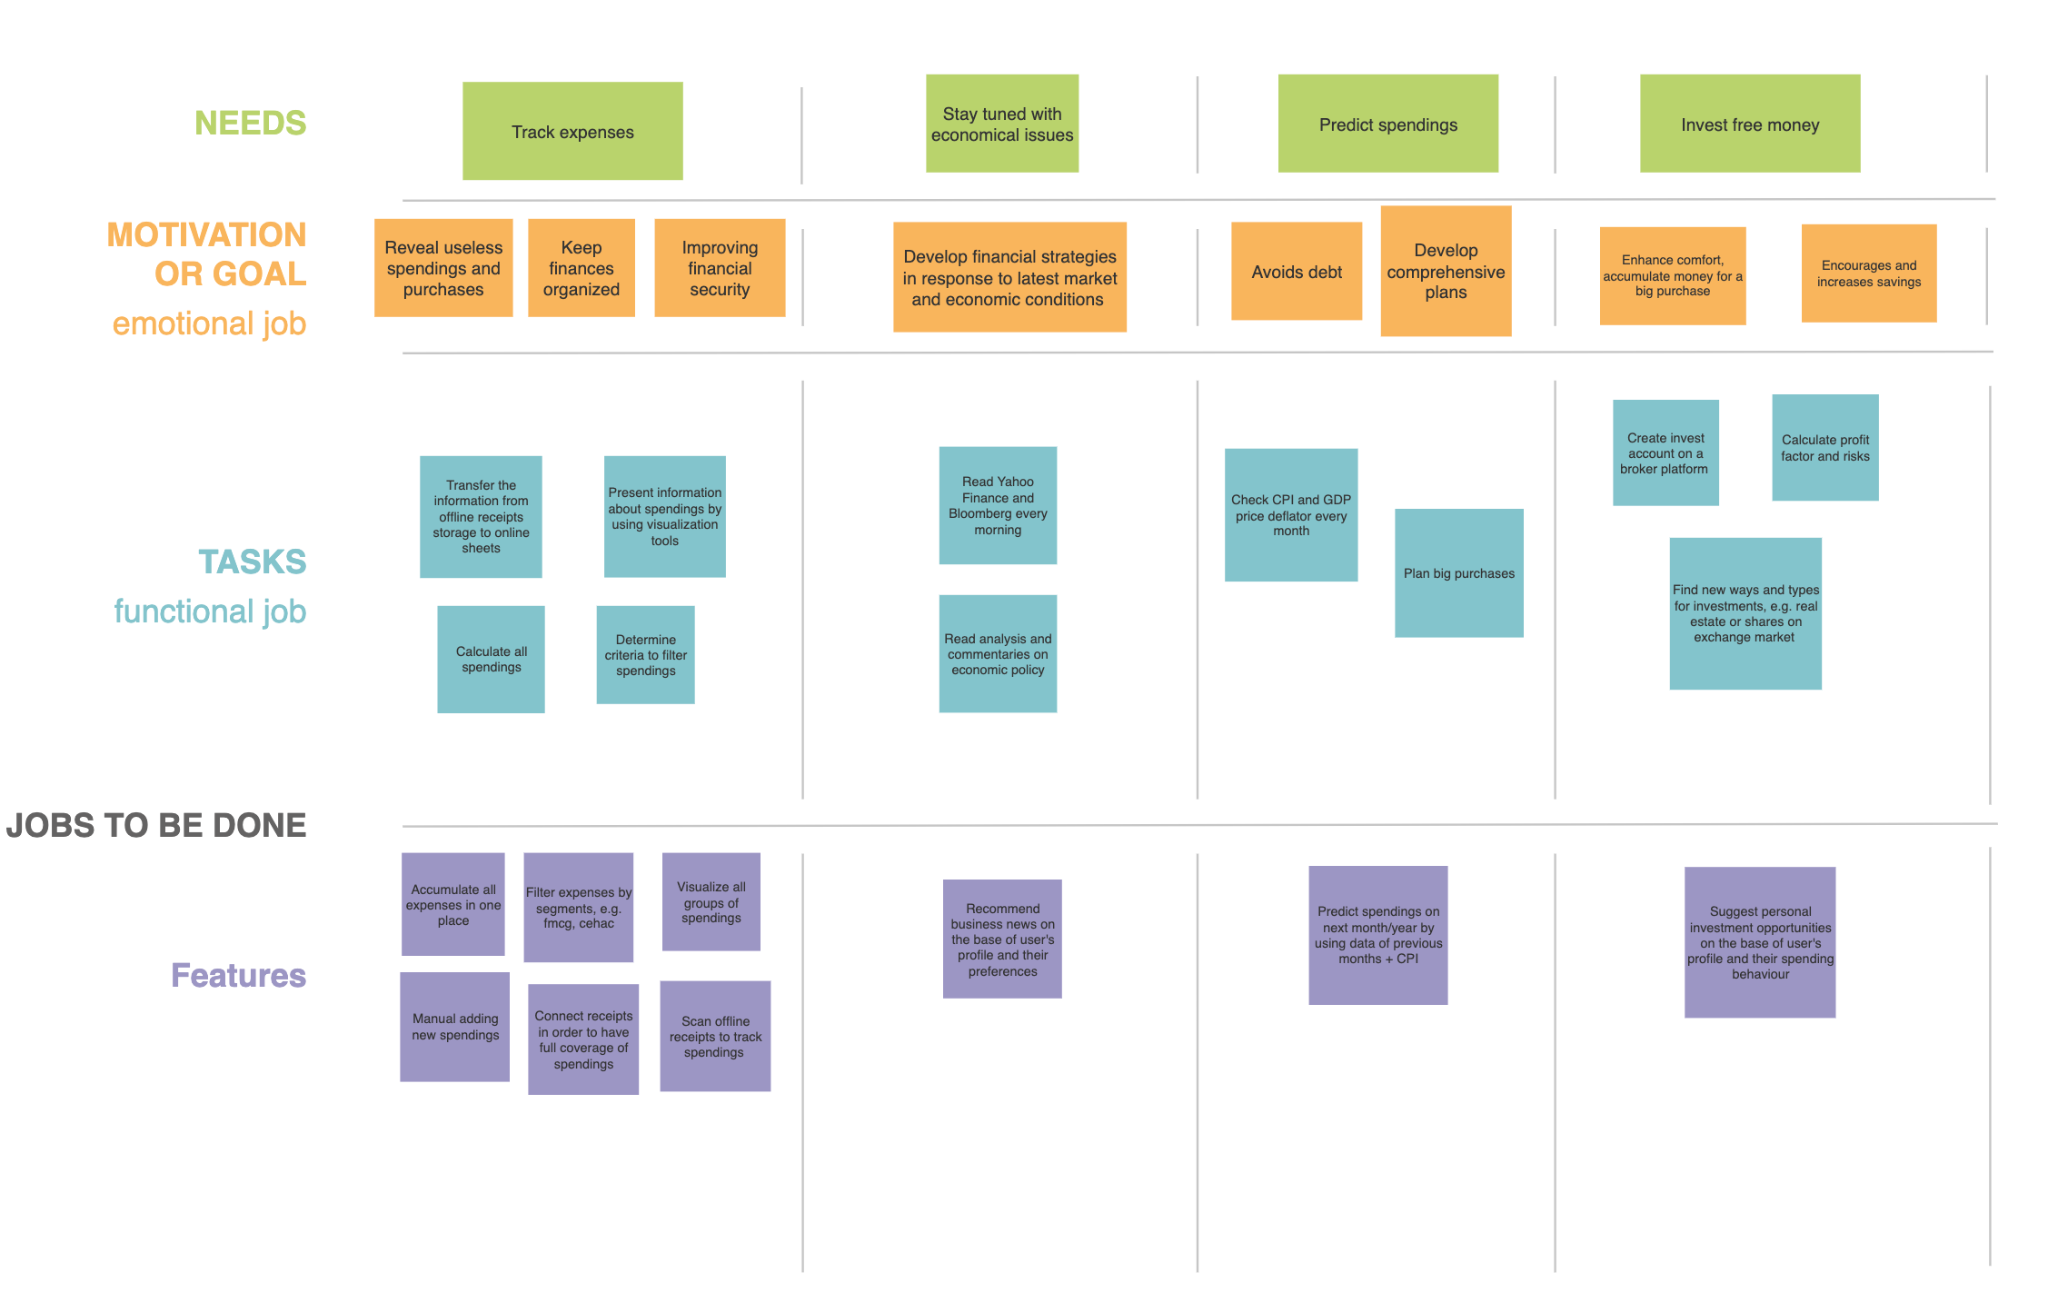 NEEDS
Track expenses
Stay tuned with
economical issues
Predict spendings
Invest free money
MOTIVATION
OR GOAL
emotional job
Reveal useless
spendings and
purchases
Keep
finances
organized
Improving
financial
security
Develop financial strategies
in response to latest market
and economic conditions
Avoids debt
Develop
comprehensive
plans
Enhance comfort,
accumulate money for a
big purchase
Encourages and
increases savings
TASKS
functional job
Transfer the
information from
offline receipts
storage to online
sheets
Present information
about spendings by
using visualization
tools
Calculate all
spendings
Determine
criteria to filter
spendings
Read Yahoo
Finance and
Bloomberg every
morning
Read analysis and
commentaries on
economic policy
Check CPI and GDP
price deflator every
month
Plan big purchases
Create invest
account on a
broker platform
Calculate profit
factor and risks
Find new ways and types
for investments, e.g. real
estate or shares on
exchange market
JOBS TO BE DONE
Features
Accumulate all
expenses in one
place
Filter expenses by
segments, e.g.
fmcg, cehac
Visualize all
groups of
spendings
Manual adding
new spendings
Connect receipts
in order to have
full coverage of
spendings
Scan offline
receipts to track
spendings
Recommend
business news on
the base of user's
profile and their
preferences
Predict spendings on
next month/year by
using data of previous
months + CPI
Suggest personal
investment opportunities
on the base of user's
profile and their spending
behaviour